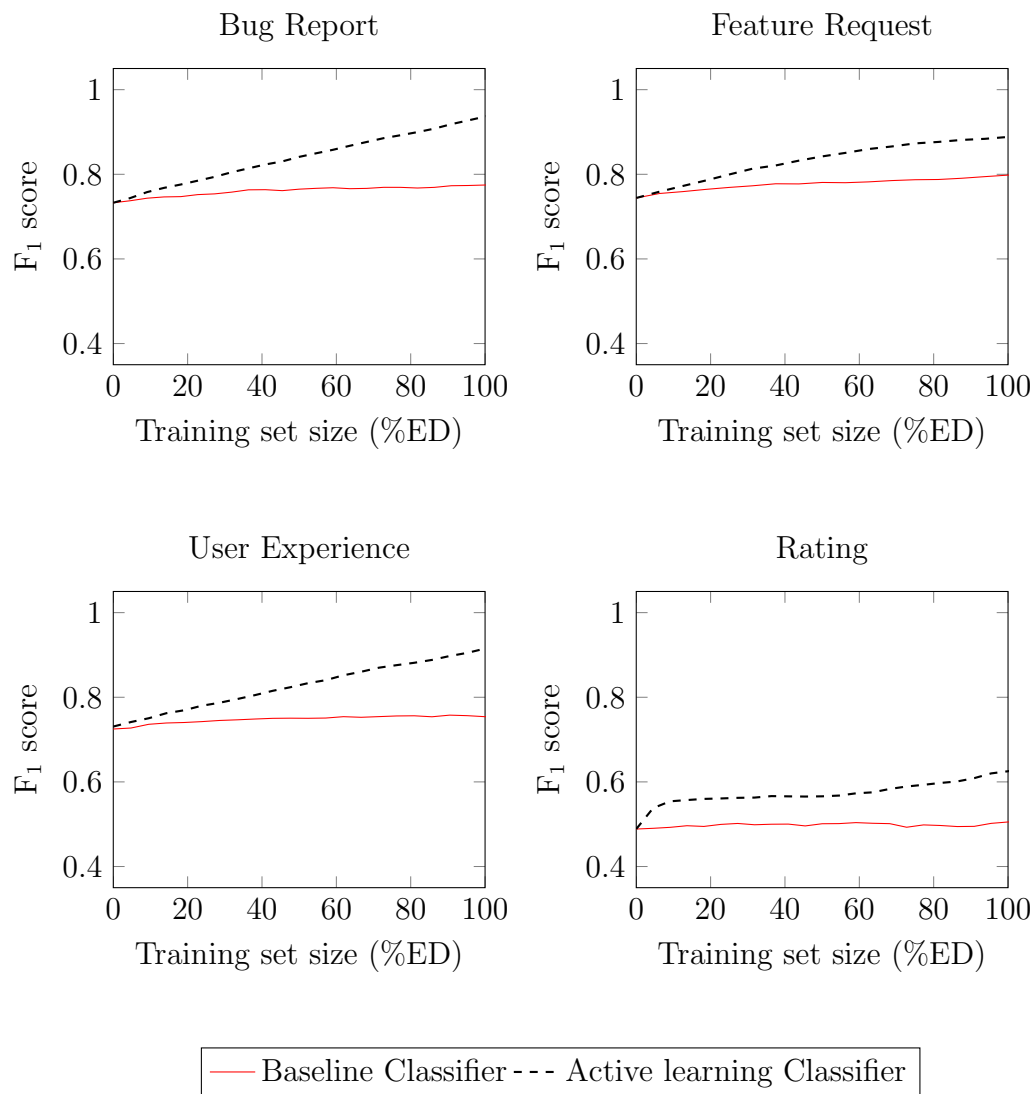 Bug Report
Feature Request
1
0.8
0.6
0.4
F1 score
0 20 40 60 80 100
Training set size (%ED)
1
0.8
0.6
0.4
F1 score
0 20 40 60 80 100
Training set size (%ED)
User Experience
Rating
1
0.8
0.6
0.4
F1 score
0 20 40 60 80 100
Training set size (%ED)
1
0.8
0.6
0.4
F1 score
0 20 40 60 80 100
Training set size (%ED)
Baseline Classifier Active learning Classifier